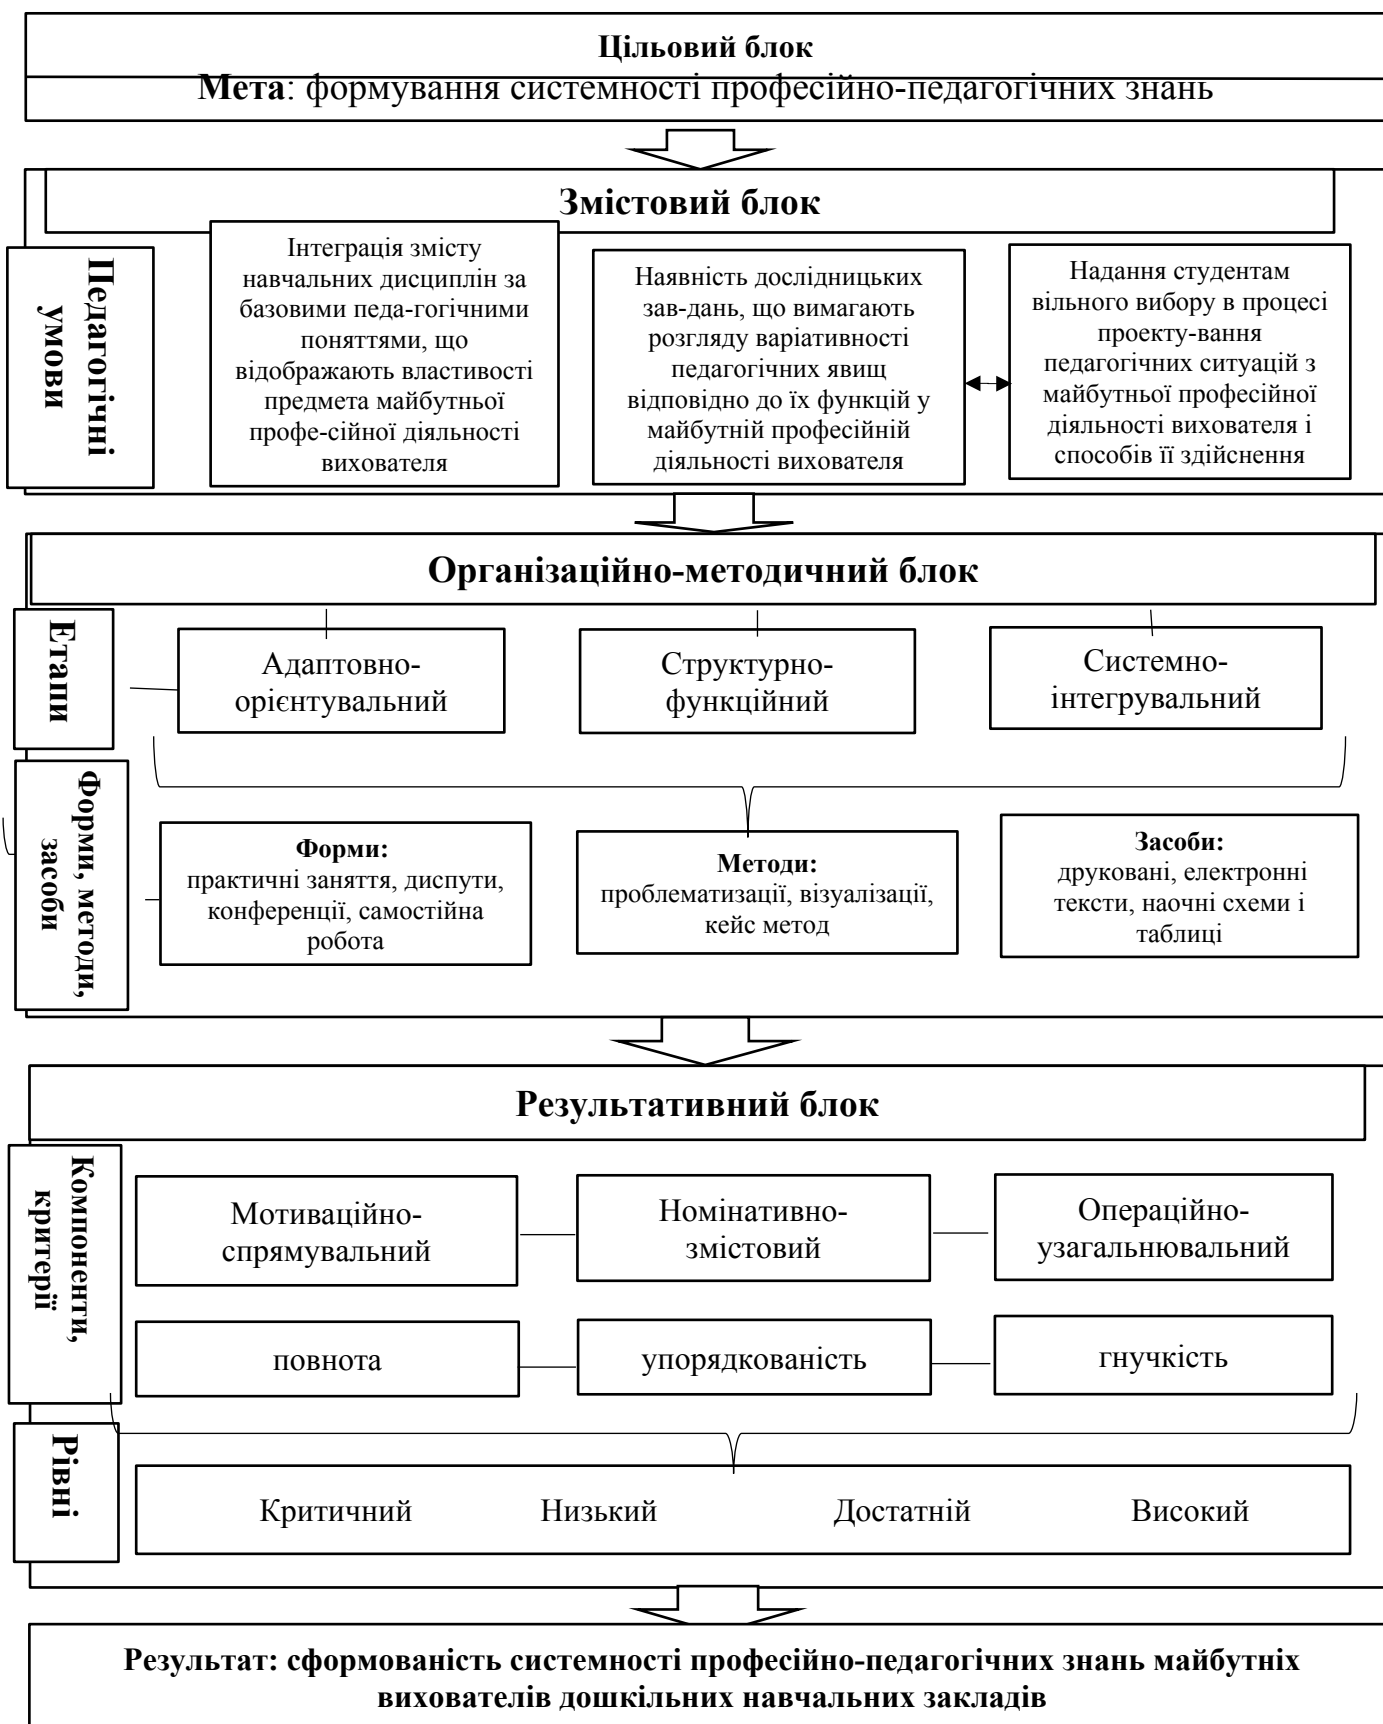 Цільовий блок
Мета: формування системності професійно-педагогічних знань
Змістовий блок
Педагогічні
умови
Інтеграція змісту
навчальних дисциплін за
базовими педа-гогічними
поняттями, що
відображають властивості
предмета майбутньої
профе-сійної діяльності
вихователя
Наявність дослідницьких
зав-дань, що вимагають
розгляду варіативності
педагогічних явищ
відповідно до їх функцій у
майбутній професійній
діяльності вихователя
Надання студентам
вільного вибору в процесі
проекту-вання
педагогічних ситуацій з
майбутньої професійної
діяльності вихователя і
способів її здійснення
Організаційно-методичний блок
Етапи
Адаптовно-
орієнтувальний
Структурно-
функційний
Системно-
інтегрувальний
Форми, методи,
засоби
Форми:
практичні заняття, диспути,
конференції, самостійна
робота
Методи:
проблематизації, візуалізації,
кейс метод
Засоби:
друковані, електронні
тексти, наочні схеми і
таблиці
Результативний блок
Компоненти,
критерії
Мотиваційно-
спрямувальний
Номінативно-
змістовий
Операційно-
узагальнювальний
повнота
упорядкованість
гнучкість
Рівні
Критичний Низький Достатній Високий
Результат: сформованість системності професійно-педагогічних знань майбутніх
вихователів дошкільних навчальних закладів